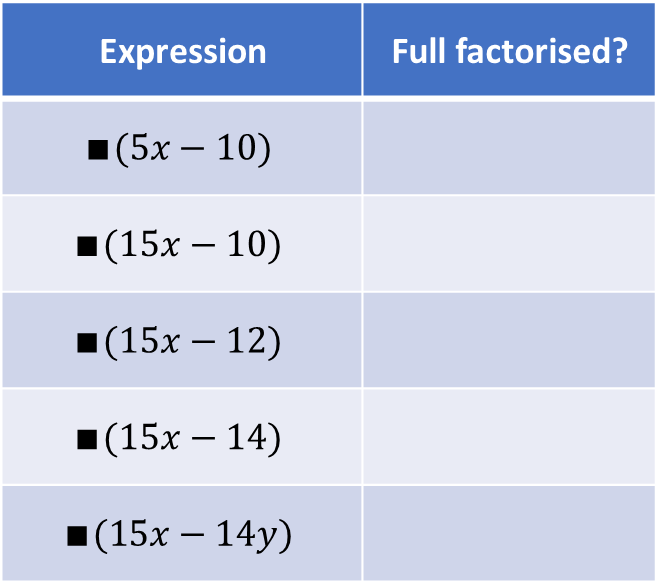 Expression Full factorised?
■(5x − 10)
■(15x − 10)
■(15x − 12)
■(15x − 14)
■(15x − 14y)